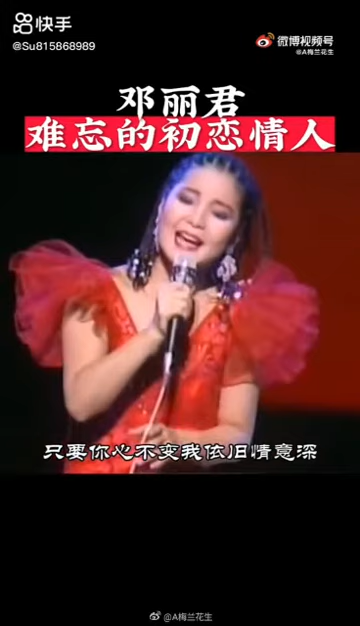 快手
@Su815868989
微博视频号
@A梅兰花生
邓丽君
难忘的初恋情人
只要你心不变我依旧情意深
@A梅兰花生